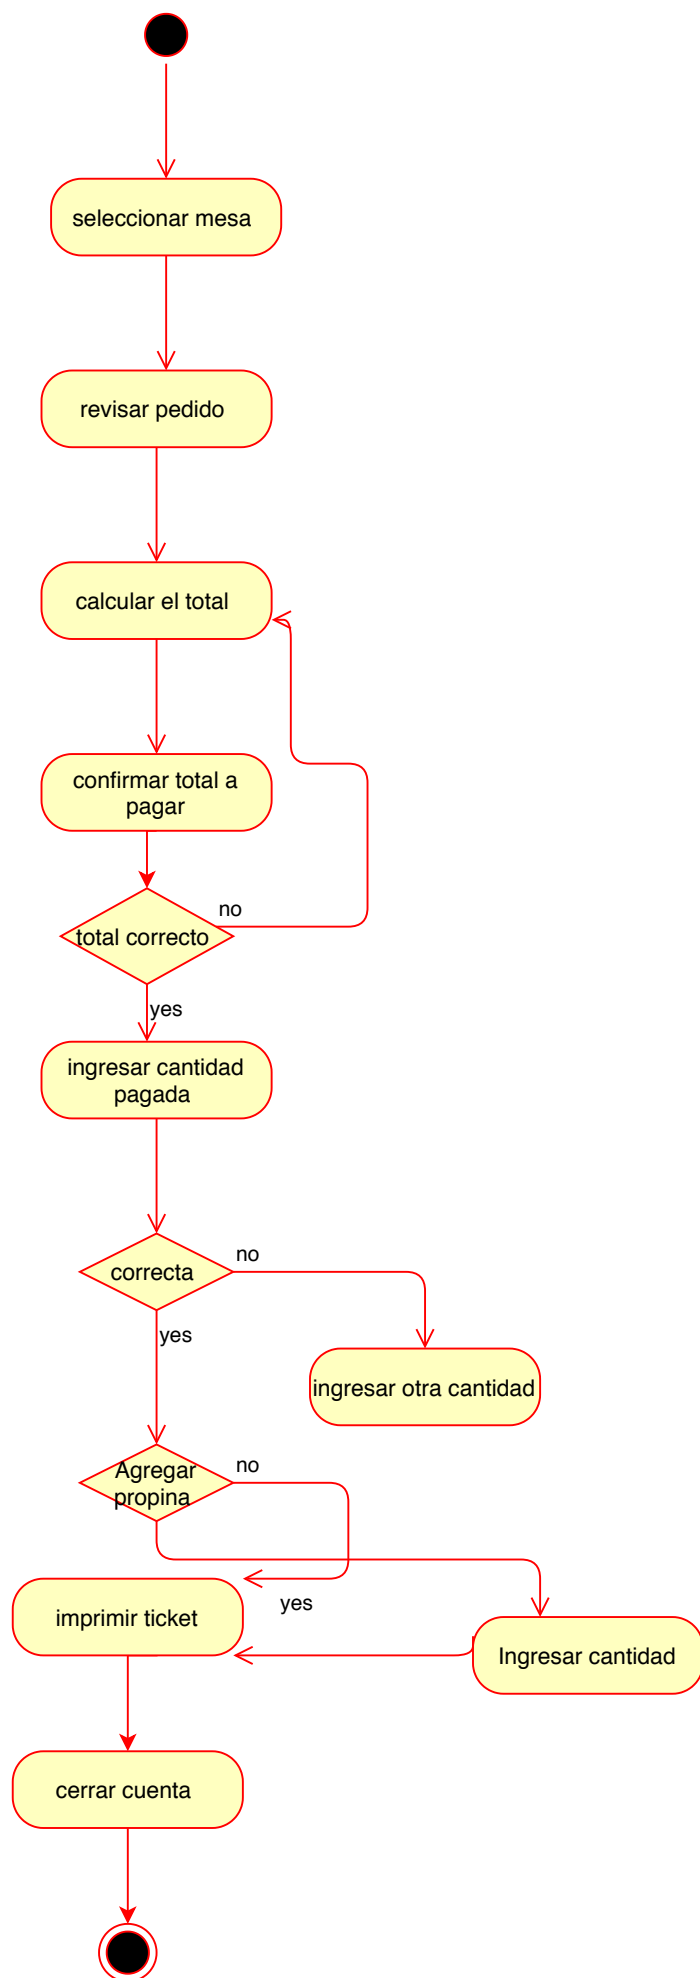 seleccionar mesa
revisar pedido
calcular el total
confirmar total a
pagar
no
total correcto
yes
ingresar cantidad
pagada
no
correcta
yes
ingresar otra cantidad
no
Agregar
propina
yes
imprimir ticket
Ingresar cantidad
cerrar cuenta